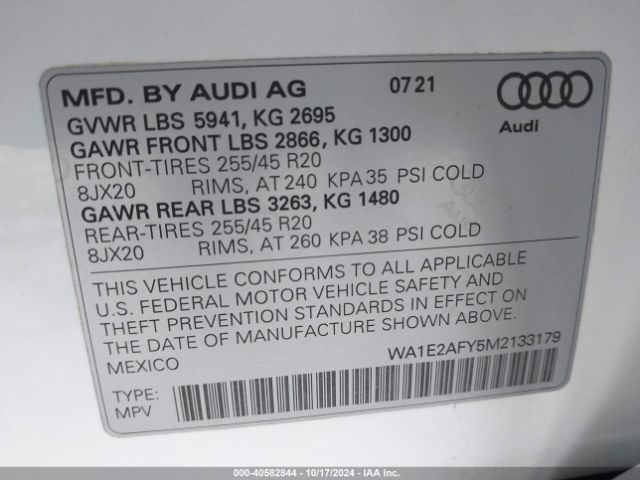 MFD. BY AUDI AG 07 21
GVWR LBS 5941, KG 2695
GAWR FRONT LBS 2866, KG 1300
FRONT-TIRES 255/45 R20
8JX20 RIMS, AT 240 KPA 35 PSI COLD
GAWR REAR LBS 3263, KG 1480
REAR-TIRES 255/45 R20
8JX20 RIMS, AT 260 KPA 38 PSI COLD
Audi
THIS VEHICLE CONFORMS TO ALL APPLICABLE
U.S. FEDERAL MOTOR VEHICLE SAFETY AND
THEFT PREVENTION STANDARDS IN EFFECT ON
THE DATE OF MANUFACTURE SHOWN ABOVE.
MEXICO
WA1E2AFY5M2133179
TYPE:
MPV
000-40582844 - 10/17/2024 - IAAI.com